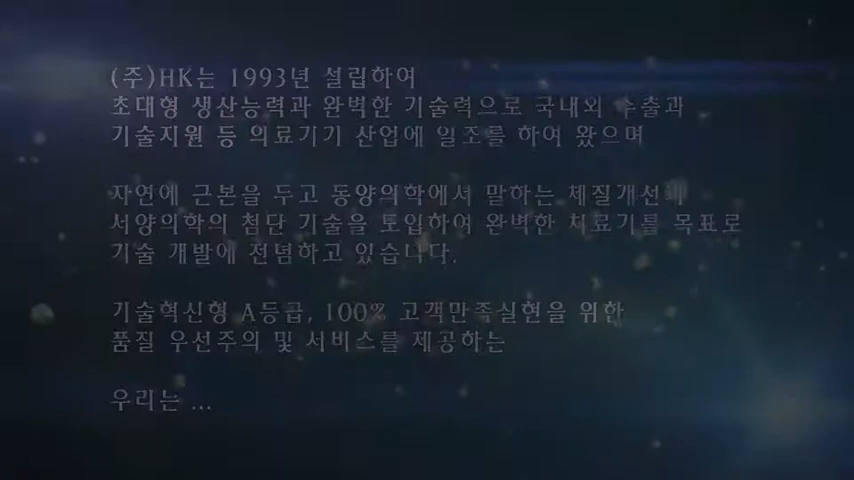 (주)HK는 1993년 설립하여
초대형 생산능력과 완벽한 기술력으로 국내외 수출과
기술지원 등 의료기기 산업에 일조를 하여 왔으며
자연에 근본을 두고 동양의학에서 말하는 체질개선과
서양의학의 첨단 기술을 도입하여 완벽한 치료기를 목표로
기술 개발에 전념하고 있습니다.
기술혁신형 A등급, 100% 고객만족실현을 위한
품질 우선주의 및 서비스를 제공하는
우리는 ...